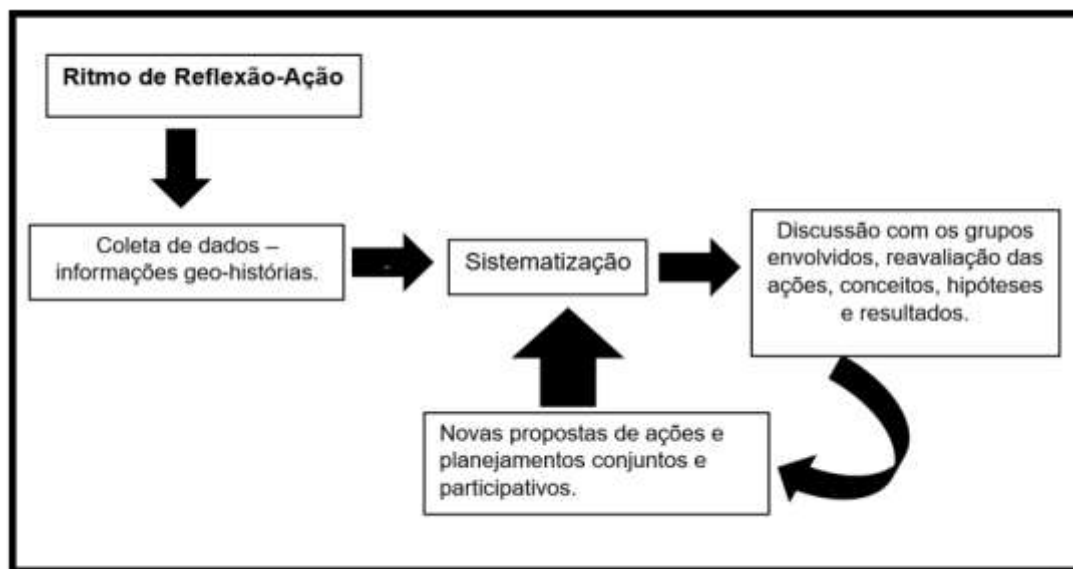 Ritmo de Reflexão-Ação
Coleta de dados –
informações geo-histórias.
Sistematização
Discussão com os grupos
envolvidos, reavaliação das
ações, conceitos, hipóteses
e resultados.
Novas propostas de ações e
planejamentos conjuntos e
participativos.